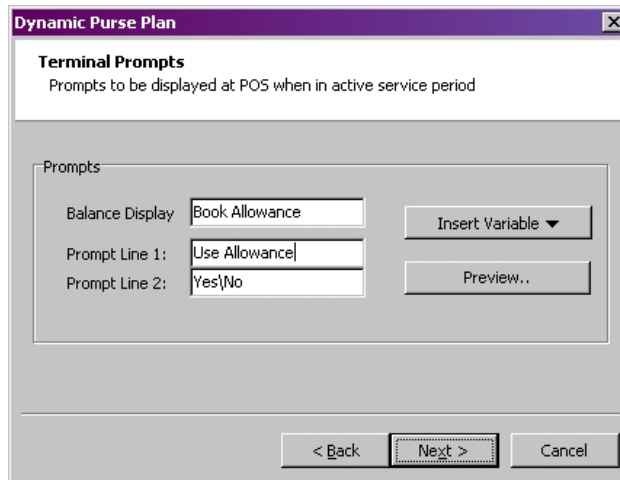 Dynamic Purse Plan
Terminal Prompts
Prompts to be displayed at POS when in active service period
Prompts
Balance Display Book Allowance
Insert Variable
Prompt Line 1: Use Allowance
Prompt Line 2: Yes\No
Preview..
< Back Next > Cancel